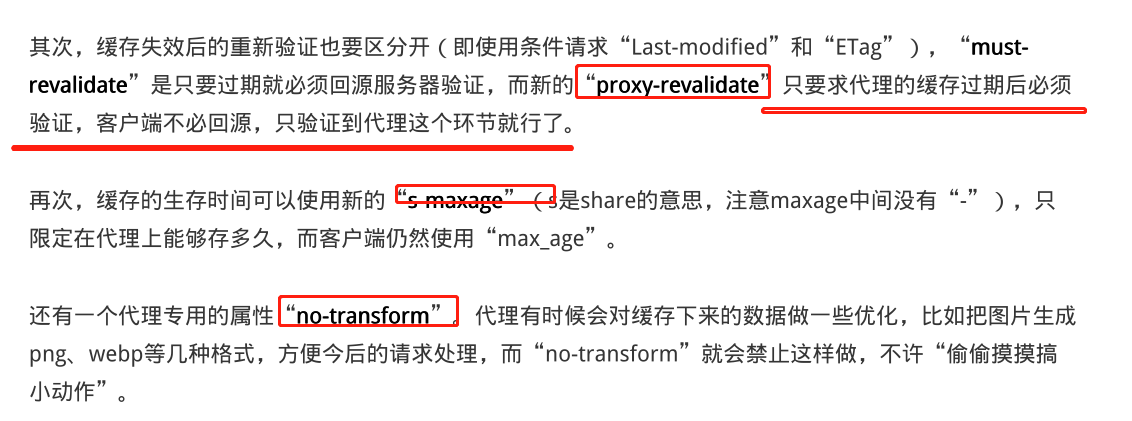 其次，缓存失效后的重新验证也要区分开（即使用条件请求“Last-modified”和“ETag”），“must-
revalidate”是只要过期就必须回源服务器验证，而新的“proxy-revalidate”只要求代理的缓存过期后必须
验证，客户端不必回源，只验证到代理这个环节就行了。
再次，缓存的生存时间可以使用新的“s-maxage”（s是share的意思，注意maxage中间没有“-”），只
限定在代理上能够存多久，而客户端仍然使用“max_age”。
还有一个代理专用的属性“no-transform”。代理有时候会对缓存下来的数据做一些优化，比如把图片生成
png、webp等几种格式，方便今后的请求处理，而“no-transform”就会禁止这样做，不许“偷偷摸摸搞
小动作”。